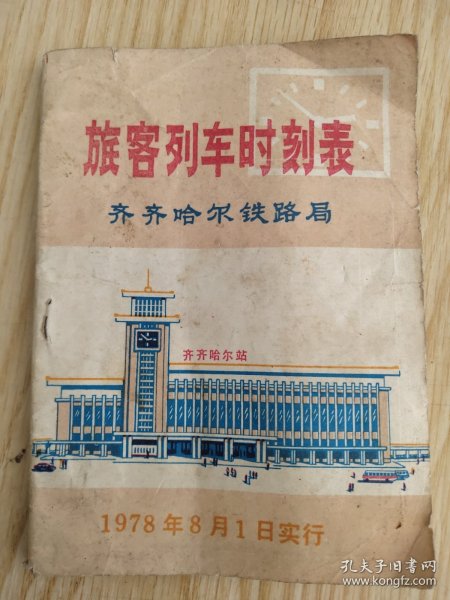 旅客列车时刻表
齐齐哈尔铁路局
齐齐哈尔站
1978年8月1日实行
孔夫子旧书网
www.kongfz.com